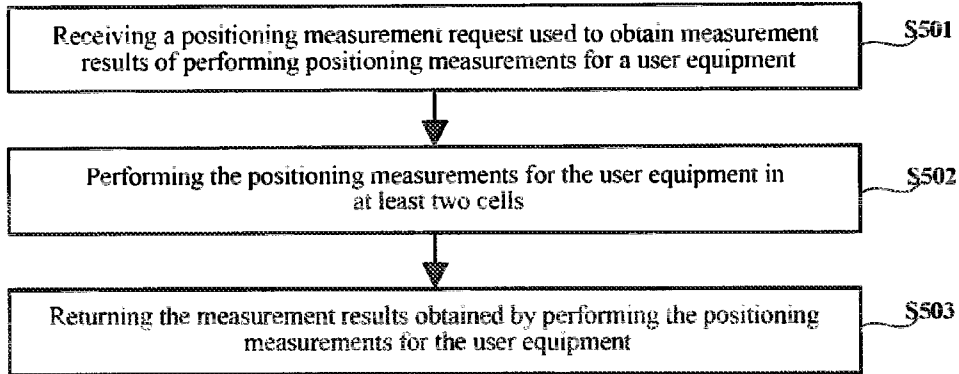 Receiving a positioning measurement request used to obtain measurement
results of performing positioning measurements for a user equipment
S501
Performing the positioning measurements for the user equipment in
at least two cells
S502
Returning the measurement results obtained by performing the positioning
measurements for the user equipment
S503